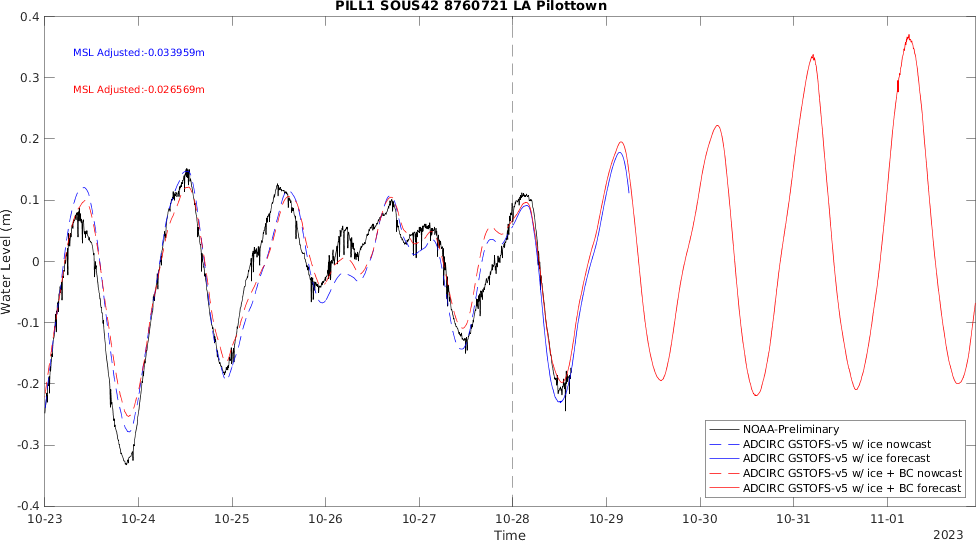 PILL1 SOUS42 8760721 LA Pilottown
MSL Adjusted:-0.033959m
MSL Adjusted:-0.026569m
Water Level (m)
0.4
0.3
0.2
0.1
0
-0.1
-0.2
-0.3
-0.4
NOAA-Preliminary
ADCIRC GSTOFS-v5 w/ ice nowcast
ADCIRC GSTOFS-v5 w/ ice forecast
ADCIRC GSTOFS-v5 w/ ice + BC nowcast
ADCIRC GSTOFS-v5 w/ ice + BC forecast
10-23 10-24 10-25 10-26 10-27 10-28 10-29 10-30 10-31 11-01
Time
2023